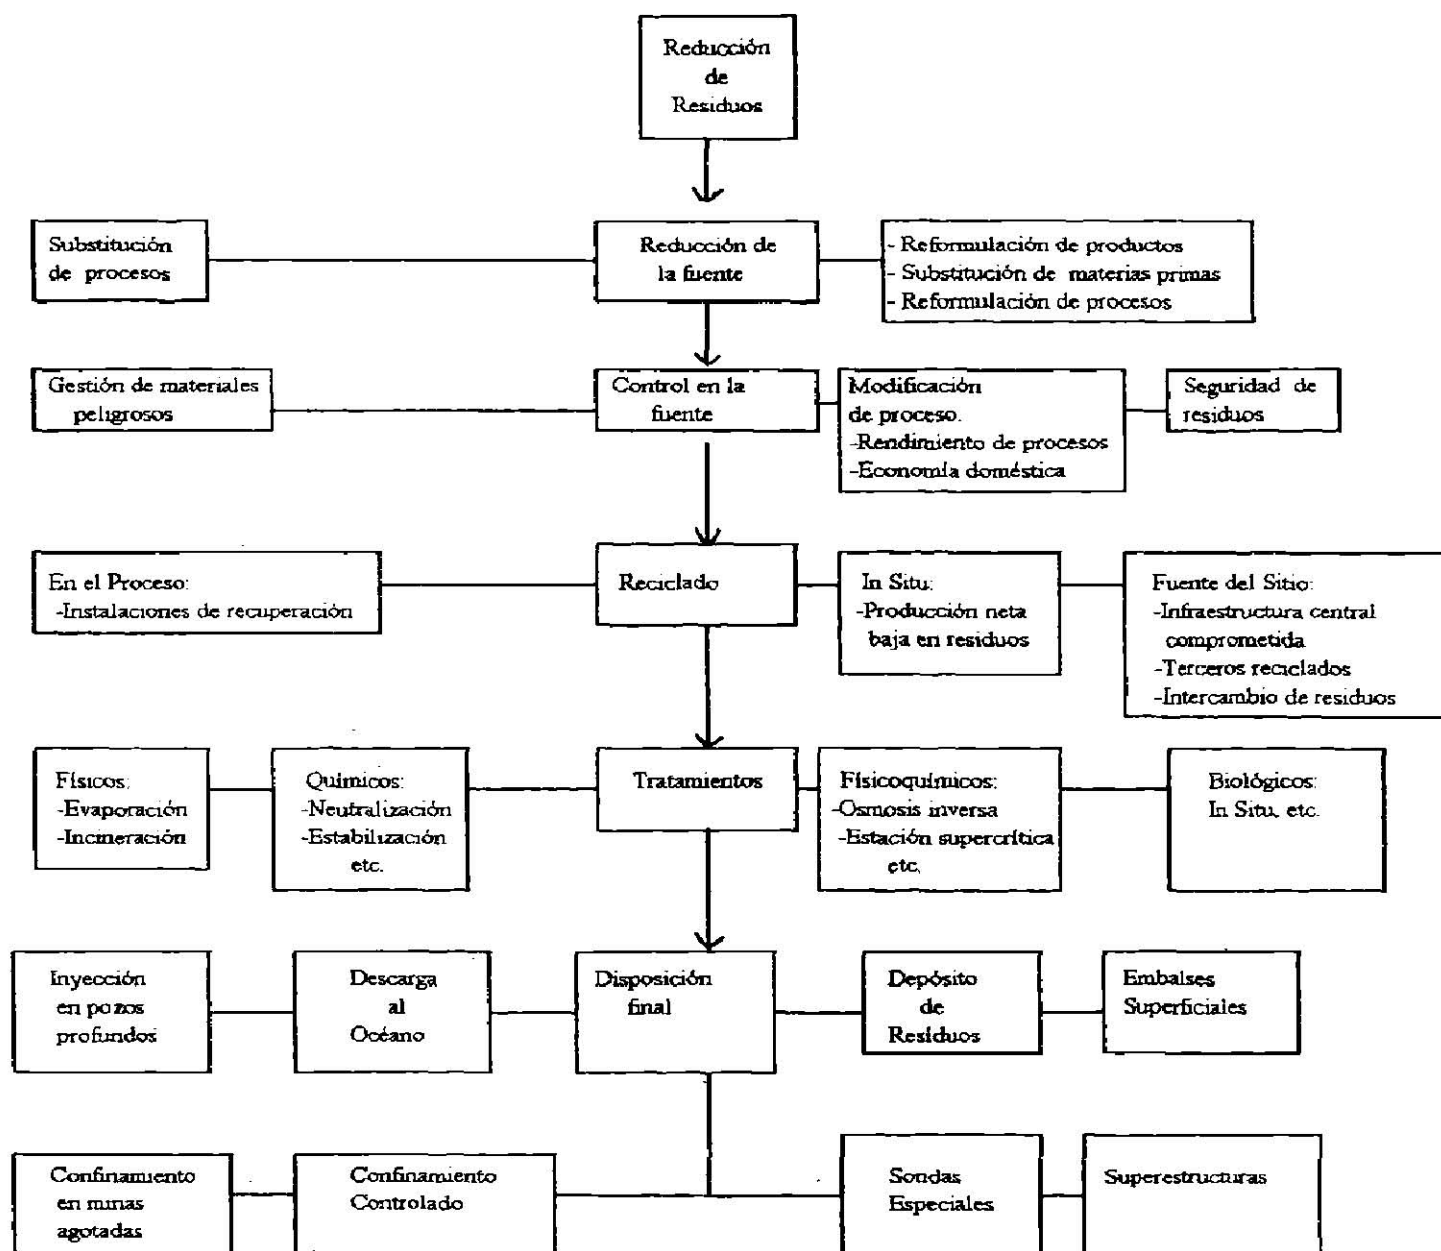 Reducción
de
Residuos
Substitución
de procesos
Reducción de
la fuente
- Reformulación de productos
- Substitución de materias primas
- Reformulación de procesos
Gestión de materiales
peligrosos
Control en la
fuente
Modificación
de proceso.
-Rendimiento de procesos
-Economía doméstica
Seguridad de
residuos
En el Proceso:
-Instalaciones de recuperación
Reciclado
In Situ:
-Producción neta
baja en residuos
Fuente del Sitio:
-Infraestructura central
comprometida
-Terceros reciclados
-Intercambio de residuos
Físicos:
-Evaporación
-Incineración
Químicos:
-Neutralización
-Estabilización
etc.
Tratamientos
Físicoquímicos:
-Osmosis inversa
-Estación supercrítica
etc.
Biológicos:
In Situ, etc.
Inyección
en pozos
profundos
Descarga
al
Océano
Disposición
final
Depósito
de
Resíduos
Embalses
Superficiales
Confinamiento
en minas
agotadas
Confinamiento
Controlado
Sondas
Especiales
Superestructuras